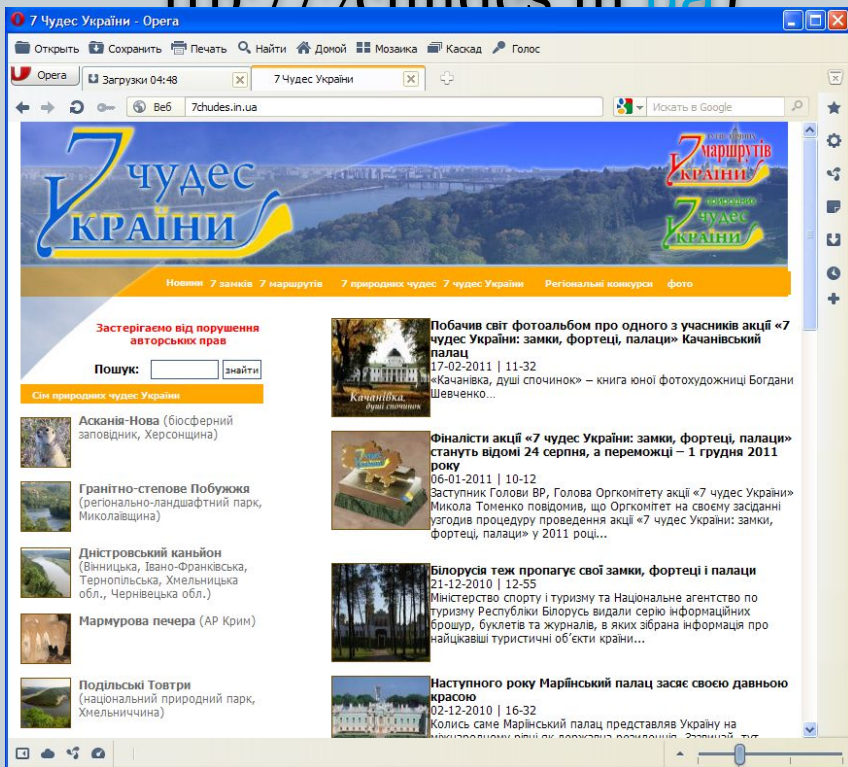 7 Чудес України - Opera
Открыть Сохранить Печать Найти Домой Мозаика Каскад Голос
Opera Загрузки 04:48 7 Чудес України
Веб 7chudes.in.ua Искать в Google
7 чудес України
маршрутів України
7 природних чудес України
Новини 7 замків 7 маршрутів 7 природних чудес 7 чудес України Регіональні конкурси фото
Застерігаємо від порушення
авторських прав
Пошук: знайти
Сім природних чудес України
Асканія-Нова (біосферний
заповідник, Херсонщина)
Гранітно-степове Побужжя
(регіонально-ландшафтний парк,
Миколаївщина)
Дністровський каньйон
(Вінницька, Івано-Франківська,
Тернопільська, Хмельницька
обл., Чернівецька обл.)
Мармурова печера (АР Крим)
Подільські Товтри
(національний природний парк,
Хмельниччина)
Качанівка,
душі спочинок
Побачив світ фотоальбом про одного з учасників акції «7
чудес України: замки, фортеці, палаци» Качанівський
палац
17-02-2011 | 11-32
«Качанівка, душі спочинок» – книга юної фотохудожниці Богдани
Шевченко...
Фіналісти акції «7 чудес України: замки, фортеці, палаци»
стануть відомі 24 серпня, а переможці – 1 грудня 2011
року
06-01-2011 | 10-12
Заступник Голови ВР, Голова Оргкомітету акції «7 чудес України»
Микола Томенко повідомив, що Оргкомітет на своєму засіданні
узгодив процедуру проведення акції «7 чудес України: замки,
фортеці, палаци» у 2011 році...
Білорусія теж пропагує свої замки, фортеці і палаци
21-12-2010 | 12-55
Міністерство спорту і туризму та Національне агентство по
туризму Республіки Білорусь видали серію інформаційних
брошур, буклетів та журналів, в яких зібрана інформація про
найцікавіші туристичні об’єкти країни...
Наступного року Маріїнський палац засяє своєю давньою
красою
02-12-2010 | 16-32
Колись саме Маріїнський палац представляв Україну на